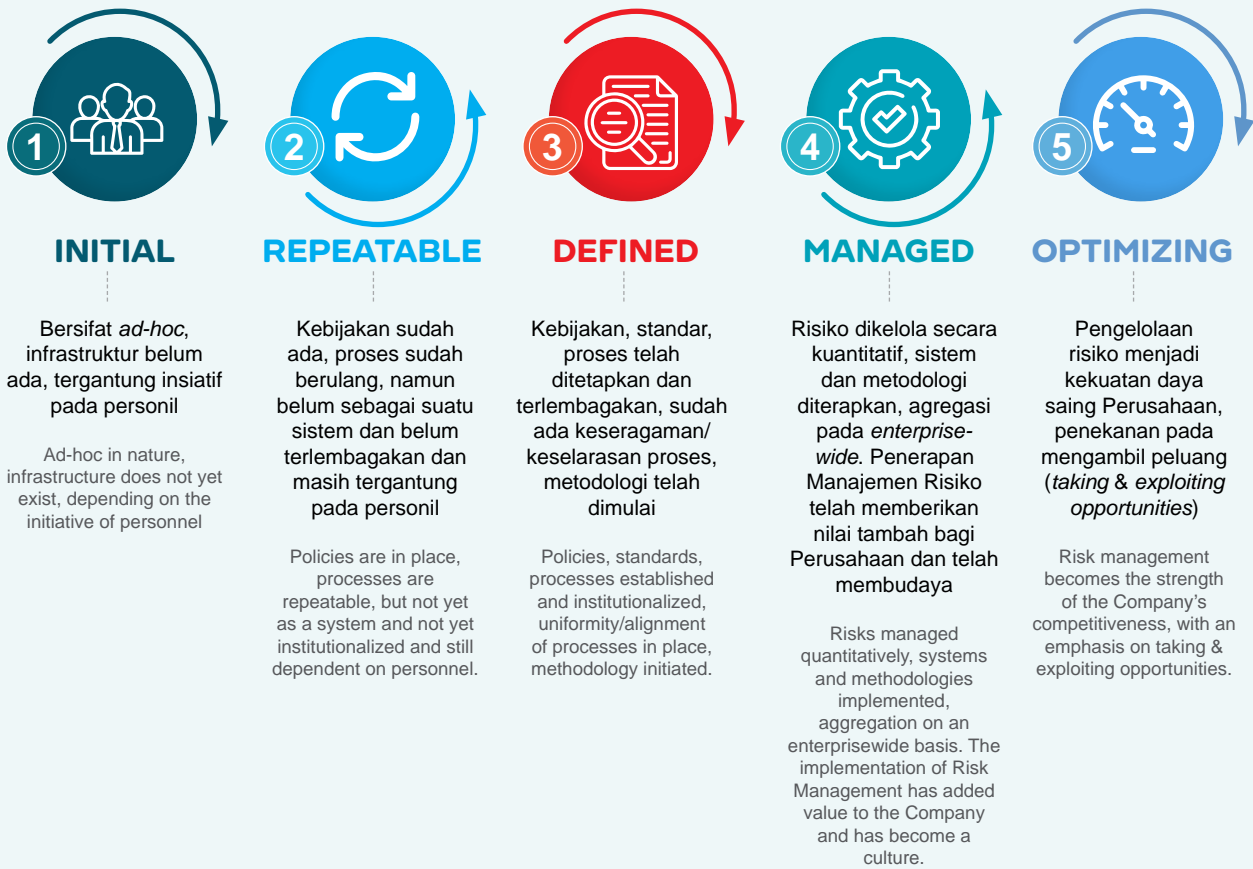 1
INITIAL
Bersifat ad-hoc,
infrastruktur belum
ada, tergantung insiatif
pada personil
Ad-hoc in nature,
infrastructure does not yet
exist, depending on the
initiative of personnel
2
REPEATABLE
Kebijakan sudah
ada, proses sudah
berulang, namun
belum sebagai suatu
sistem dan belum
terlembagakan dan
masih tergantung
pada personil
Policies are in place,
processes are
repeatable, but not yet
as a system and not yet
institutionalized and still
dependent on personnel.
3
DEFINED
Kebijakan, standar,
proses telah
ditetapkan dan
terlembagakan, sudah
ada keseragaman/
keselarasan proses,
metodologi telah
dimulai
Policies, standards,
processes established
and institutionalized,
uniformity/alignment
of processes in place,
methodology initiated.
4
MANAGED
Risiko dikelola secara
kuantitatif, sistem
dan metodologi
diterapkan, agregasi
pada enterprise-
wide. Penerapan
Manajemen Risiko
telah memberikan
nilai tambah bagi
Perusahaan dan telah
membudaya
Risks managed
quantitatively, systems
and methodologies
implemented,
aggregation on an
enterprisewide basis. The
implementation of Risk
Management has added
value to the Company
and has become a
culture.
5
OPTIMIZING
Pengelolaan
risiko menjadi
kekuatan daya
saing Perusahaan,
penekanan pada
mengambil peluang
(taking & exploiting
opportunities)
Risk management
becomes the strength
of the Company's
competitiveness, with an
emphasis on taking &
exploiting opportunities.